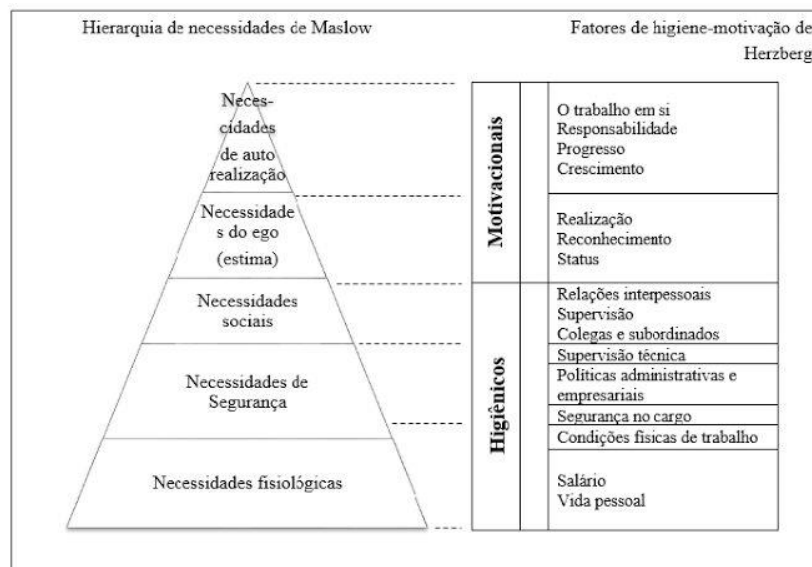 Hierarquia de necessidades de Maslow
Fatores de higiene-motivação de
Herzberg
Neces-
cidades
de auto
realização
Necessidade
s do ego
(estima)
Necessidades
sociais
Necessidades de
Segurança
Necessidades fisiológicas
Motivacionais
Higiênicos
O trabalho em si
Responsabilidade
Progresso
Crescimento
Realização
Reconhecimento
Status
Relações interpessoais
Supervisão
Colegas e subordinados
Supervisão técnica
Políticas administrativas e
empresariais
Segurança no cargo
Condições físicas de trabalho
Salário
Vida pessoal